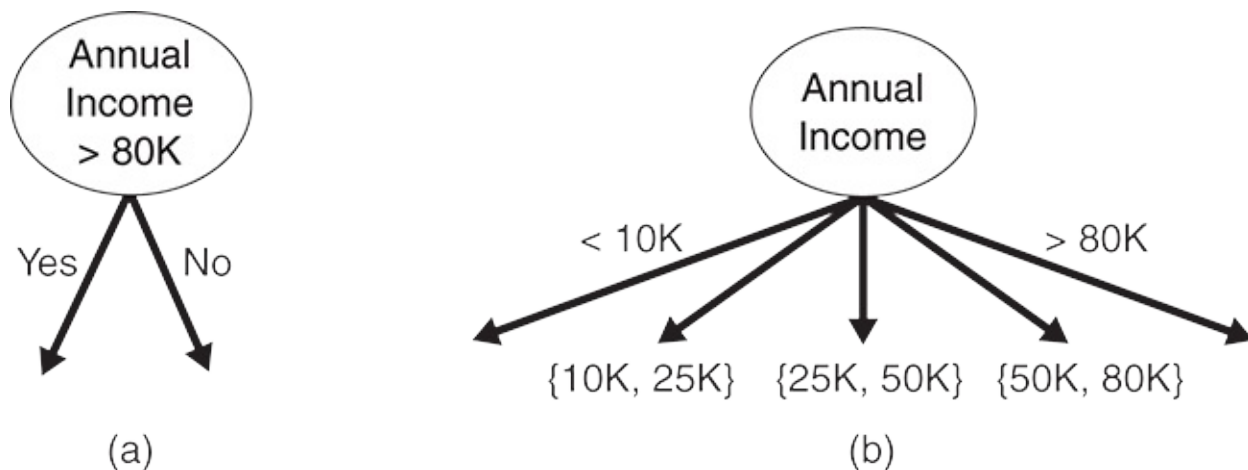 Annual
Income
> 80K
Yes
No
(a)
Annual
Income
< 10K
> 80K
{10K, 25K}
{25K, 50K}
{50K, 80K}
(b)